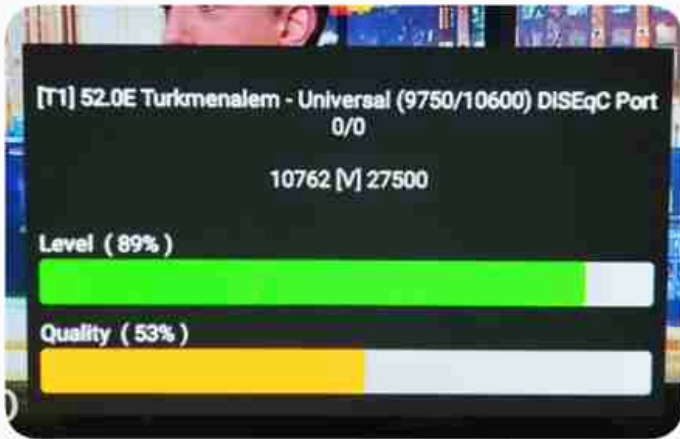 [T1] 52.0E Turkmenalem - Universal (9750/10600) DiSEqC Port
0/0
10762 [V] 27500
Level ( 89% )
Quality ( 53% )